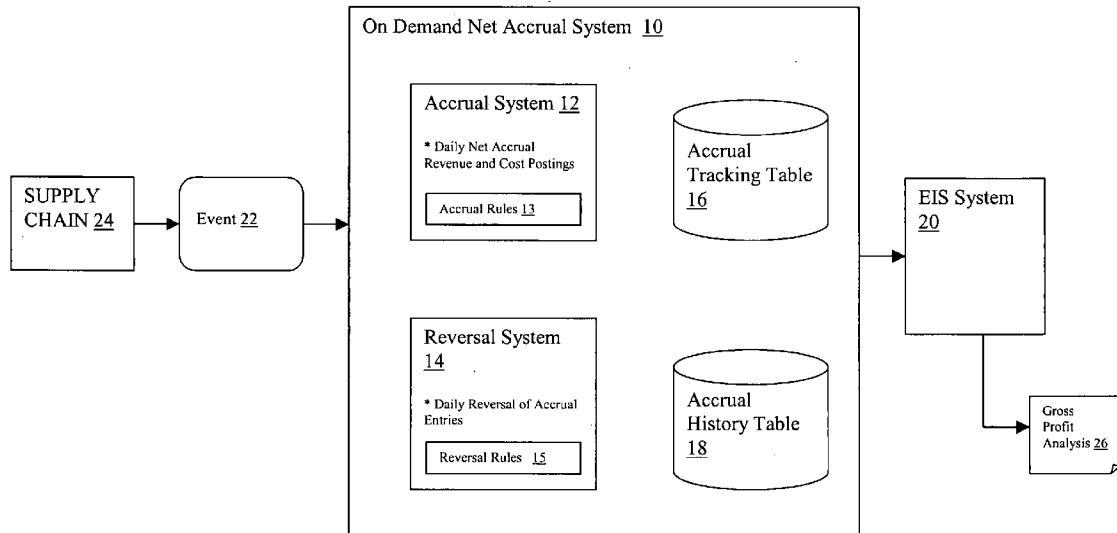 On Demand Net Accrual System 10
Accrual System 12
* Daily Net Accrual
Revenue and Cost Postings
Accrual Rules 13
Accrual
Tracking Table
16
SUPPLY
CHAIN 24
Event 22
EIS System
20
Reversal System
14
* Daily Reversal of Accrual
Entries
Reversal Rules 15
Accrual
History Table
18
Gross
Profit
Analysis 26